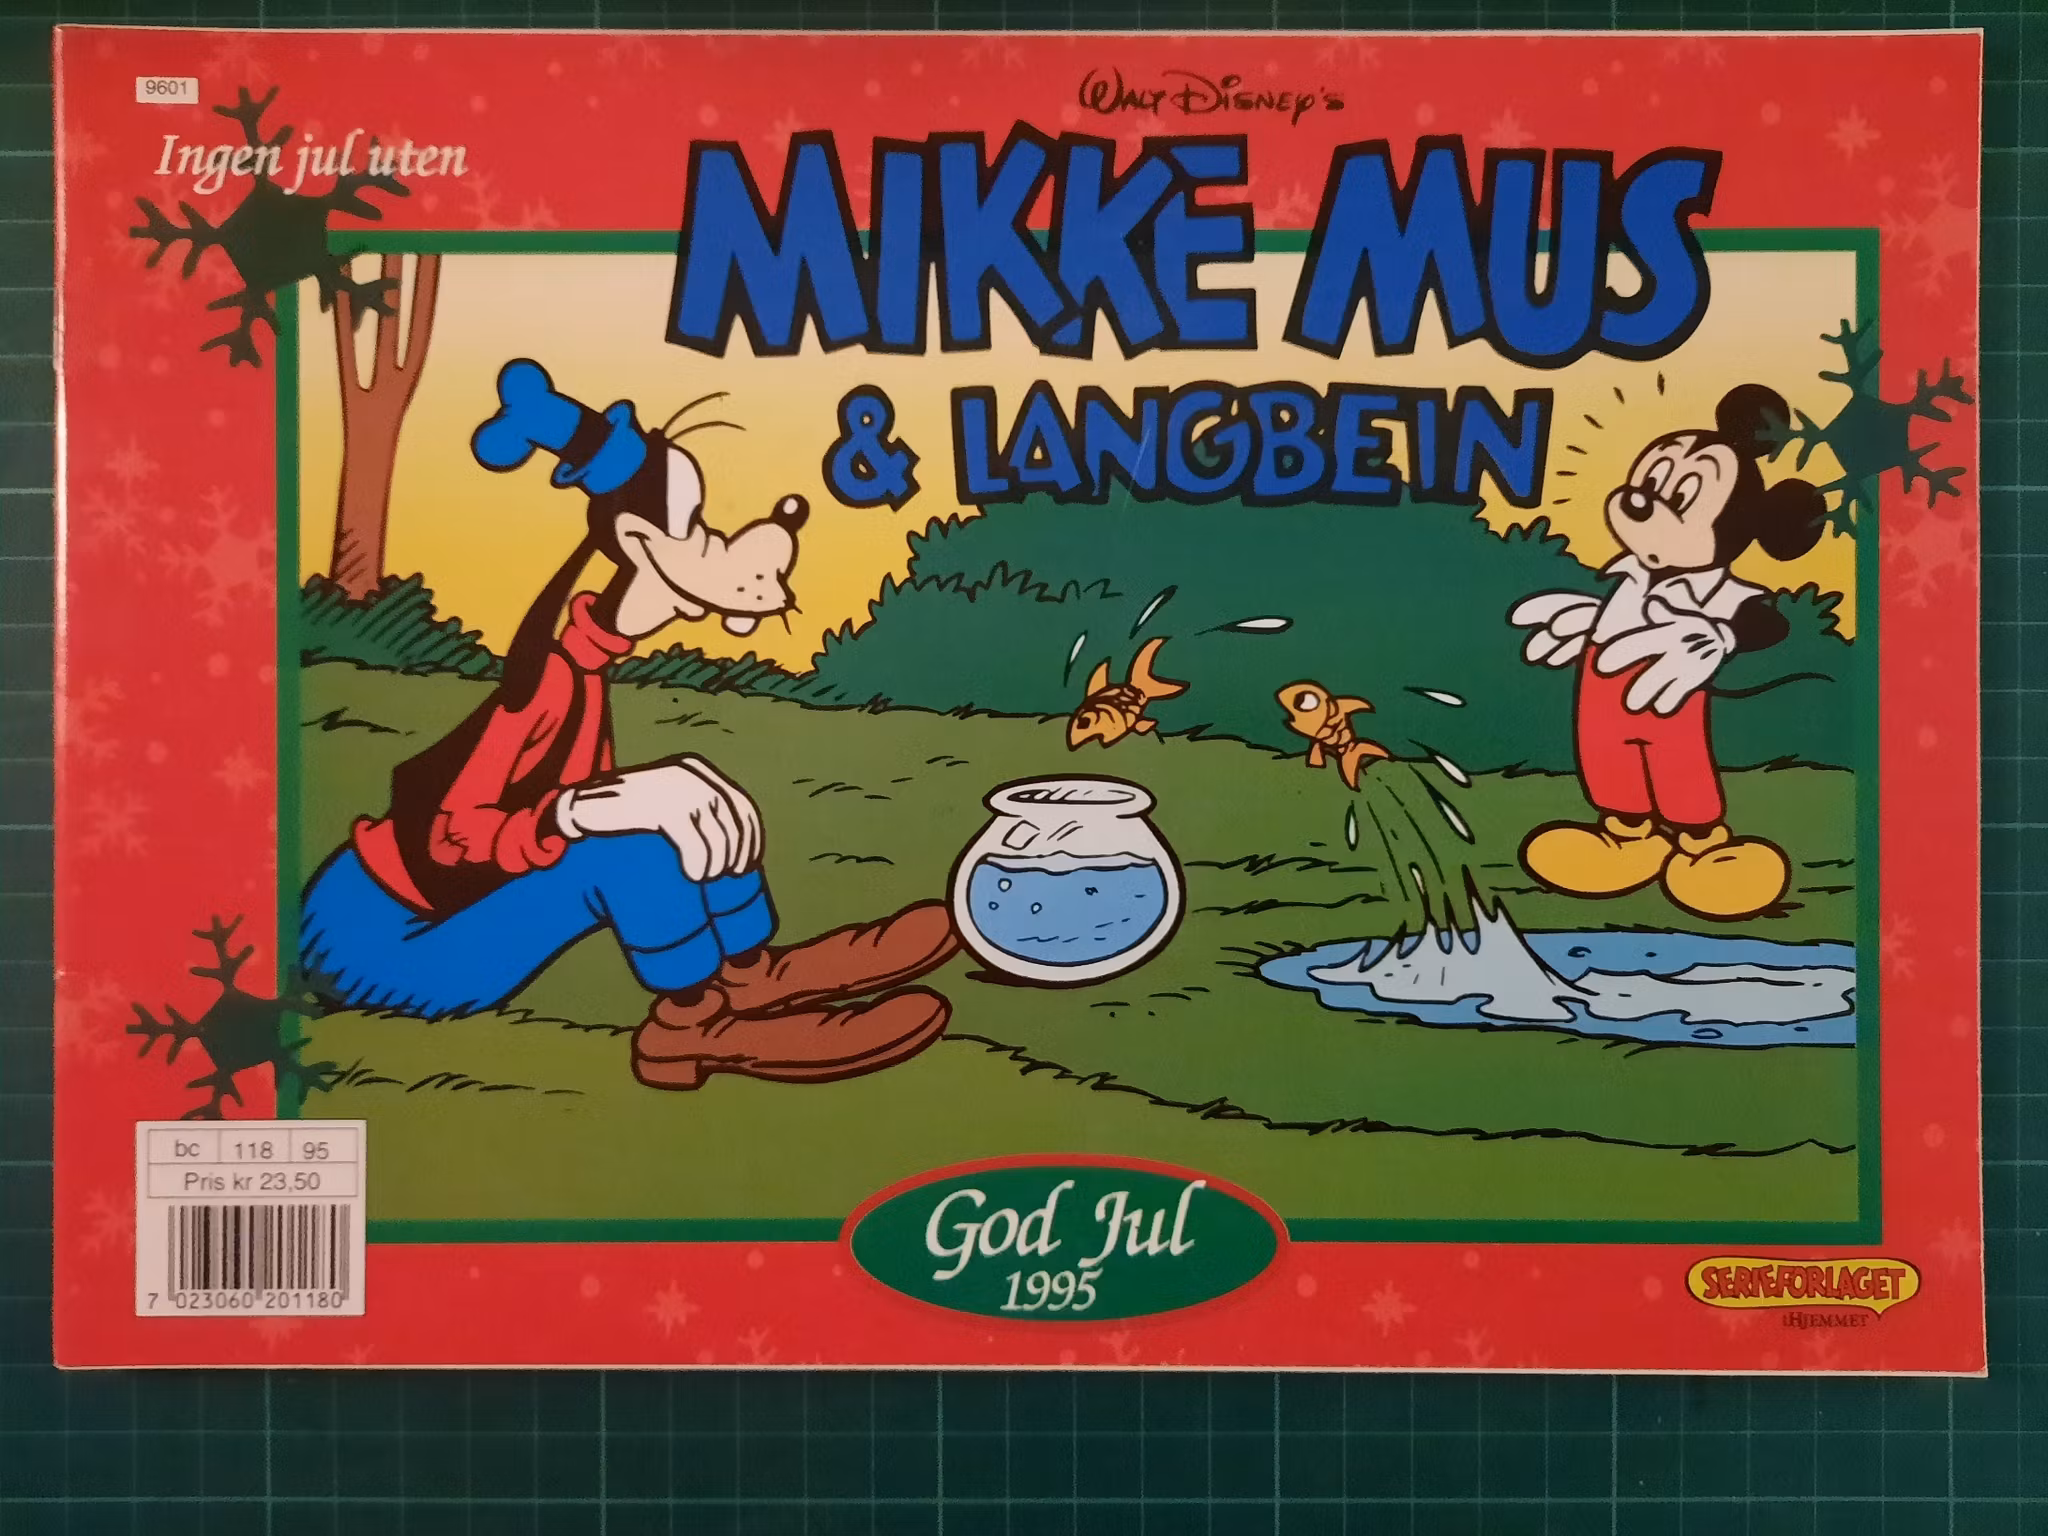 9601
Ingen jul uten
WALT DISNEY'S
MIKKE MUS
& LANGBEIN
bc 118 95
Pris kr 23,50
7 023060 201180
God Jul
1995
SERIEFORLAGET
i HJEMMET